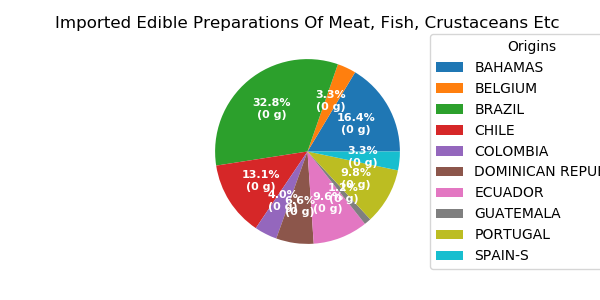 Imported Edible Preparations Of Meat, Fish, Crustaceans Etc
Origins
BAHAMAS
BELGIUM
BRAZIL
CHILE
COLOMBIA
DOMINICAN REPU
ECUADOR
GUATEMALA
PORTUGAL
SPAIN-S
3.3%
(0 g)
32.8%
(0 g)
16.4%
(0 g)
3.3%
(0 g)
13.1%
(0 g)
9.8%
(0 g)
4.0%
(0 g)
1.2%
(0 g)
6.6%
(0 g)
9.6%
(0 g)